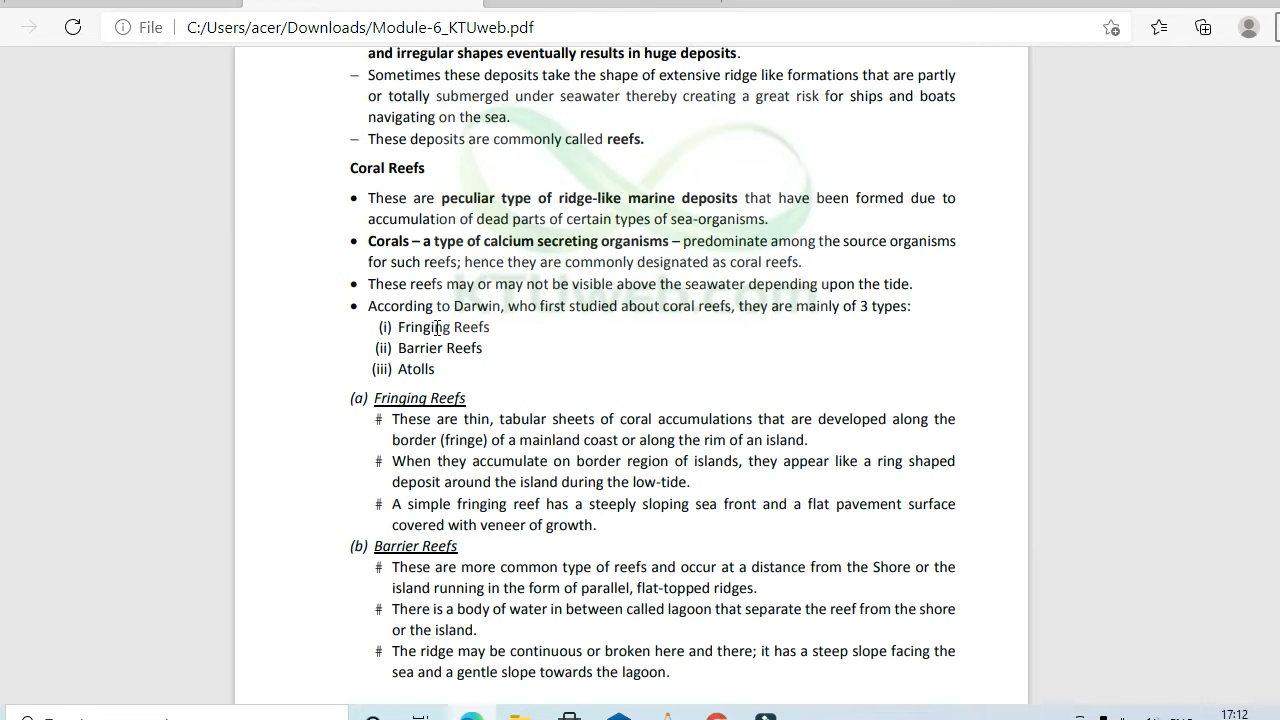 File C:/Users/acer/Downloads/Module-6_KTUweb.pdf
and irregular shapes eventually results in huge deposits.
– Sometimes these deposits take the shape of extensive ridge like formations that are partly
or totally submerged under seawater thereby creating a great risk for ships and boats
navigating on the sea.
– These deposits are commonly called reefs.
Coral Reefs
• These are peculiar type of ridge-like marine deposits that have been formed due to
accumulation of dead parts of certain types of sea-organisms.
• Corals – a type of calcium secreting organisms – predominate among the source organisms
for such reefs; hence they are commonly designated as coral reefs.
• These reefs may or may not be visible above the seawater depending upon the tide.
KTUweb.com
• According to Darwin, who first studied about coral reefs, they are mainly of 3 types:
(i) Fringing Reefs
(ii) Barrier Reefs
(iii) Atolls
(a) Fringing Reefs
# These are thin, tabular sheets of coral accumulations that are developed along the
border (fringe) of a mainland coast or along the rim of an island.
# When they accumulate on border region of islands, they appear like a ring shaped
deposit around the island during the low-tide.
# A simple fringing reef has a steeply sloping sea front and a flat pavement surface
covered with veneer of growth.
(b) Barrier Reefs
# These are more common type of reefs and occur at a distance from the Shore or the
island running in the form of parallel, flat-topped ridges.
# There is a body of water in between called lagoon that separate the reef from the shore
or the island.
# The ridge may be continuous or broken here and there; it has a steep slope facing the
sea and a gentle slope towards the lagoon.
17:12